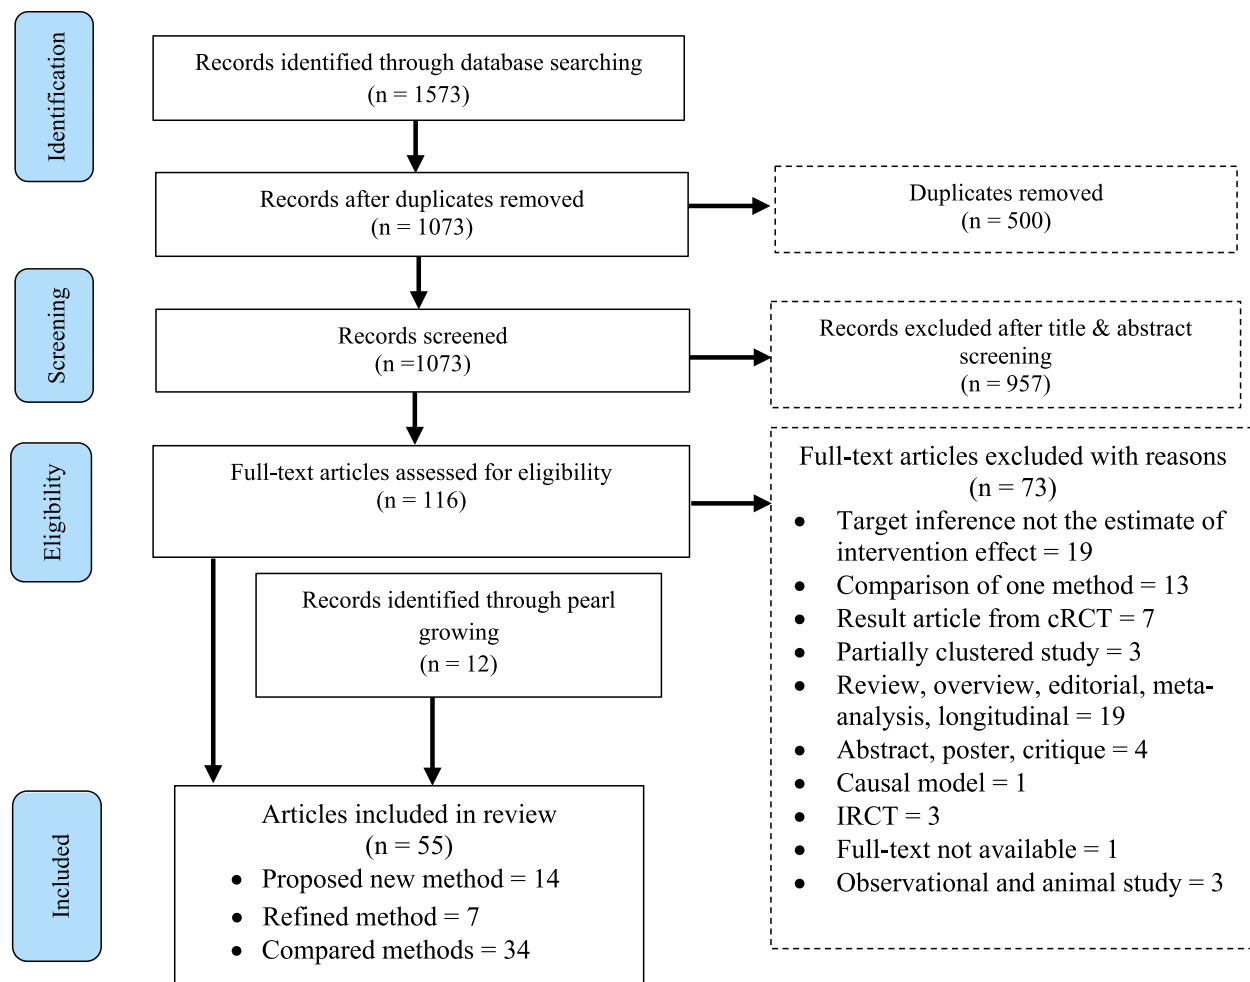 Identification
Records identified through database searching
(n = 1573)
Records after duplicates removed
(n = 1073)
Duplicates removed
(n = 500)
Screening
Records screened
(n =1073)
Records excluded after title & abstract
screening
(n = 957)
Eligibility
Full-text articles assessed for eligibility
(n = 116)
Full-text articles excluded with reasons
(n = 73)
• Target inference not the estimate of
intervention effect = 19
• Comparison of one method = 13
• Result article from cRCT = 7
• Partially clustered study = 3
• Review, overview, editorial, meta-
analysis, longitudinal = 19
• Abstract, poster, critique = 4
• Causal model = 1
• IRCT = 3
• Full-text not available = 1
• Observational and animal study = 3
Records identified through pearl
growing
(n = 12)
Included
Articles included in review
(n = 55)
• Proposed new method = 14
• Refined method = 7
• Compared methods = 34